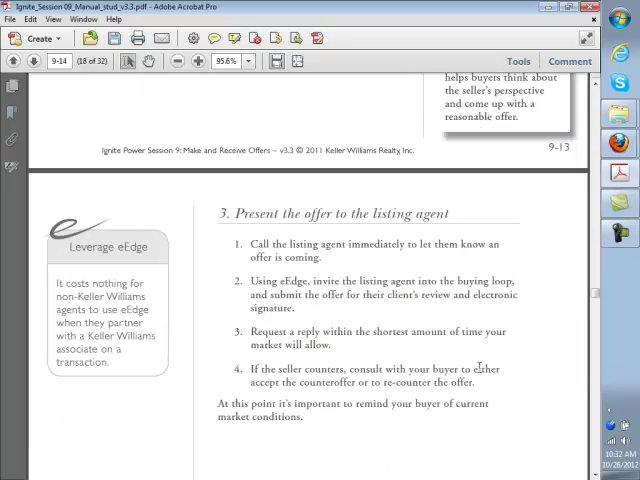 Ignite_Session 09_Manual_stud_v3.3.pdf - Adobe Acrobat Pro
File Edit View Window Help
Create
9-14 (18 of 32) 95.6% Tools Comment
helps buyers think about
the seller's perspective
and come up with a
reasonable offer.
Ignite Power Session 9: Make and Receive Offers – v3.3 © 2011 Keller Williams Realty, Inc.
9-13
3. Present the offer to the listing agent
Leverage eEdge
It costs nothing for
non-Keller Williams
agents to use eEdge
when they partner
with a Keller Williams
associate on a
transaction.
1. Call the listing agent immediately to let them know an
offer is coming.
2. Using eEdge, invite the listing agent into the buying loop,
and submit the offer for their client's review and electronic
signature.
3. Request a reply within the shortest amount of time your
market will allow.
4. If the seller counters, consult with your buyer to either
accept the counteroffer or to re-counter the offer.
At this point it's important to remind your buyer of current
market conditions.
10:32 AM
10/26/2012